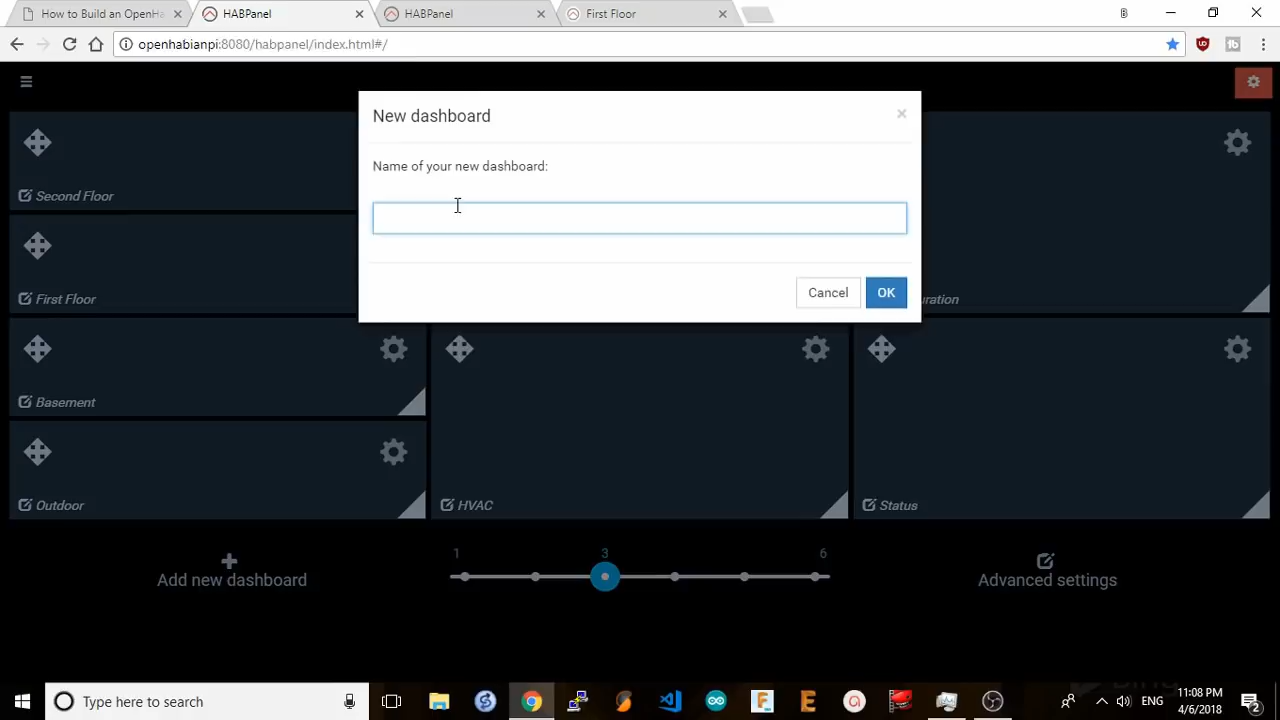 How to Build an OpenHa
HABPanel
HABPanel
First Floor
openhabianpi:8080/habpanel/index.html#/
New dashboard
Name of your new dashboard:
Cancel
OK
Second Floor
First Floor
uration
Basement
Outdoor
HVAC
Status
1
3
6
Add new dashboard
Advanced settings
Type here to search
ENG
11:08 PM
4/6/2018
2